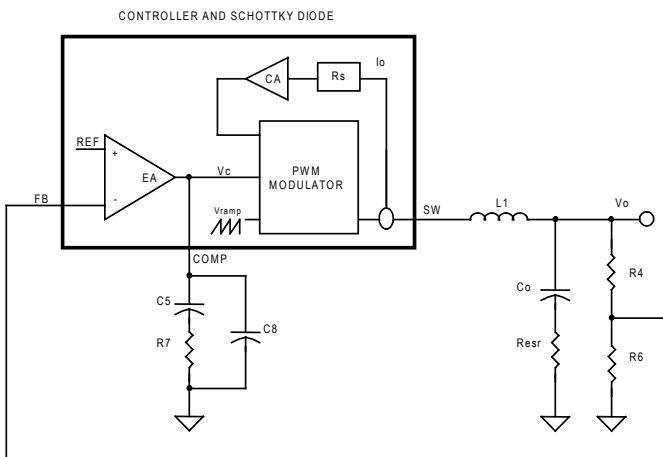 CONTROLLER AND SCHOTTKY DIODE
Io
CA
Rs
REF
+
EA
-
Vc
PWM
MODULATOR
FB
Vramp
SW
L1
Vo
COMP
R4
C5
Co
C8
R7
Resr
R6